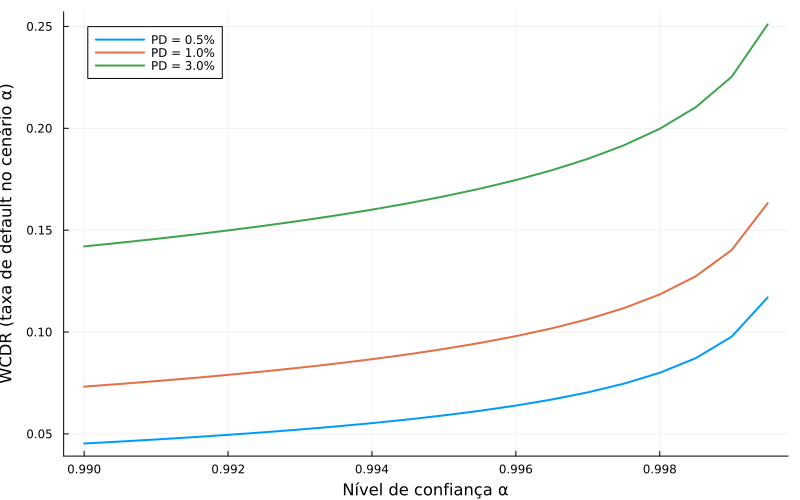 PD = 0.5%
PD = 1.0%
PD = 3.0%
0.25
0.20
0.15
0.10
0.05
WCDR (taxa de default no cenário α)
0.990
0.992
0.994
0.996
0.998
Nível de confiança α